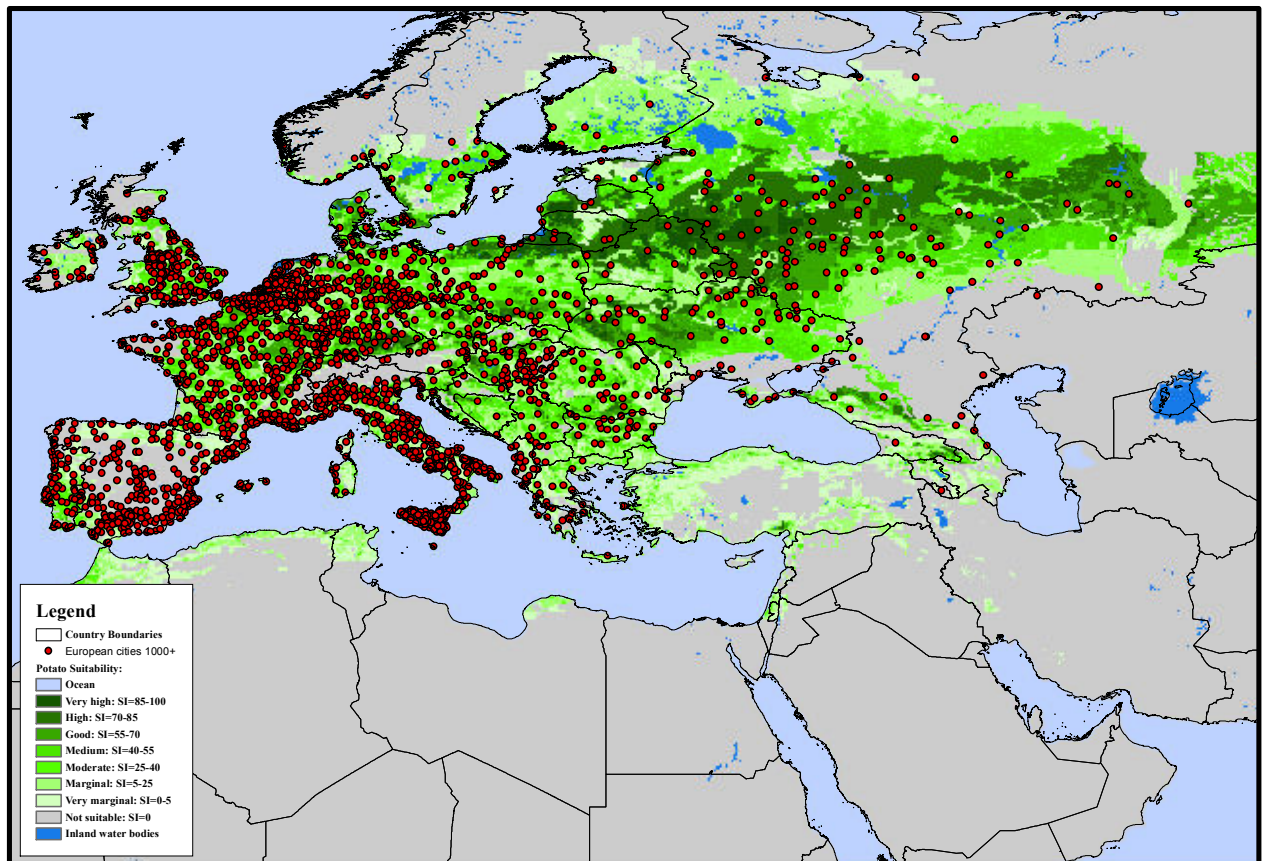 Legend
Country Boundaries
European cities 1000+
Potato Suitability:
Ocean
Very high: SI=85-100
High: SI=70-85
Good: SI=55-70
Medium: SI=40-55
Moderate: SI=25-40
Marginal: SI=5-25
Very marginal: SI=0-5
Not suitable: SI=0
Inland water bodies